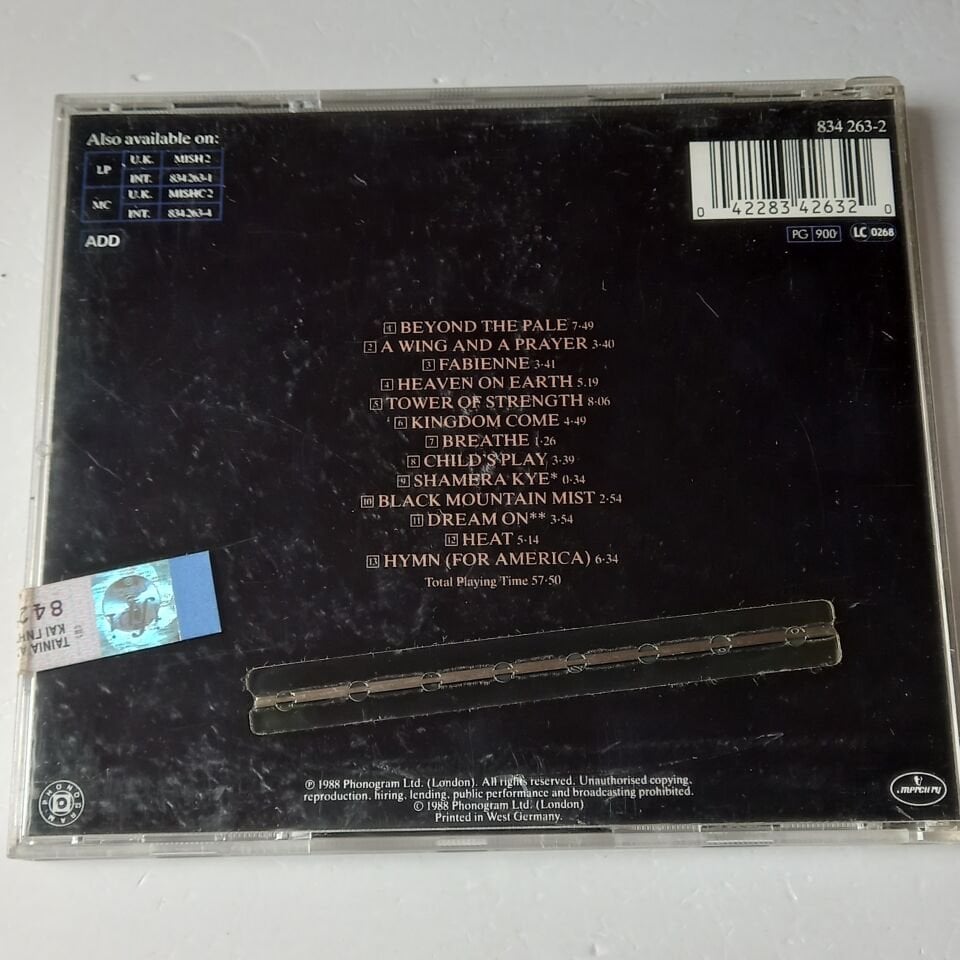 Also available on:
LP U.K. MISH 2
INT. 834 263-1
MC U.K. MISHC 2
INT. 834 263-4
ADD
834 263-2
0 42283 42632 0
PG 900 LC 0268
1 BEYOND THE PALE 7·49
2 A WING AND A PRAYER 3·40
3 FABIENNE 3·41
4 HEAVEN ON EARTH 5.19
5 TOWER OF STRENGTH 8·06
6 KINGDOM COME 4·49
7 BREATHE 1·26
8 CHILD'S PLAY 3·39
9 SHAMERA KYE* 0·34
10 BLACK MOUNTAIN MIST 2·54
11 DREAM ON** 3·54
12 HEAT 5·14
13 HYMN (FOR AMERICA) 6·34
Total Playing Time 57·50
842
ΚΑΙ ΓΝΗ
ΤΑΙΝΙΑ
℗ 1988 Phonogram Ltd. (London). All rights reserved. Unauthorised copying,
reproduction, hiring, lending, public performance and broadcasting prohibited.
© 1988 Phonogram Ltd. (London)
Printed in West Germany.
PHONOGRAM
mercury